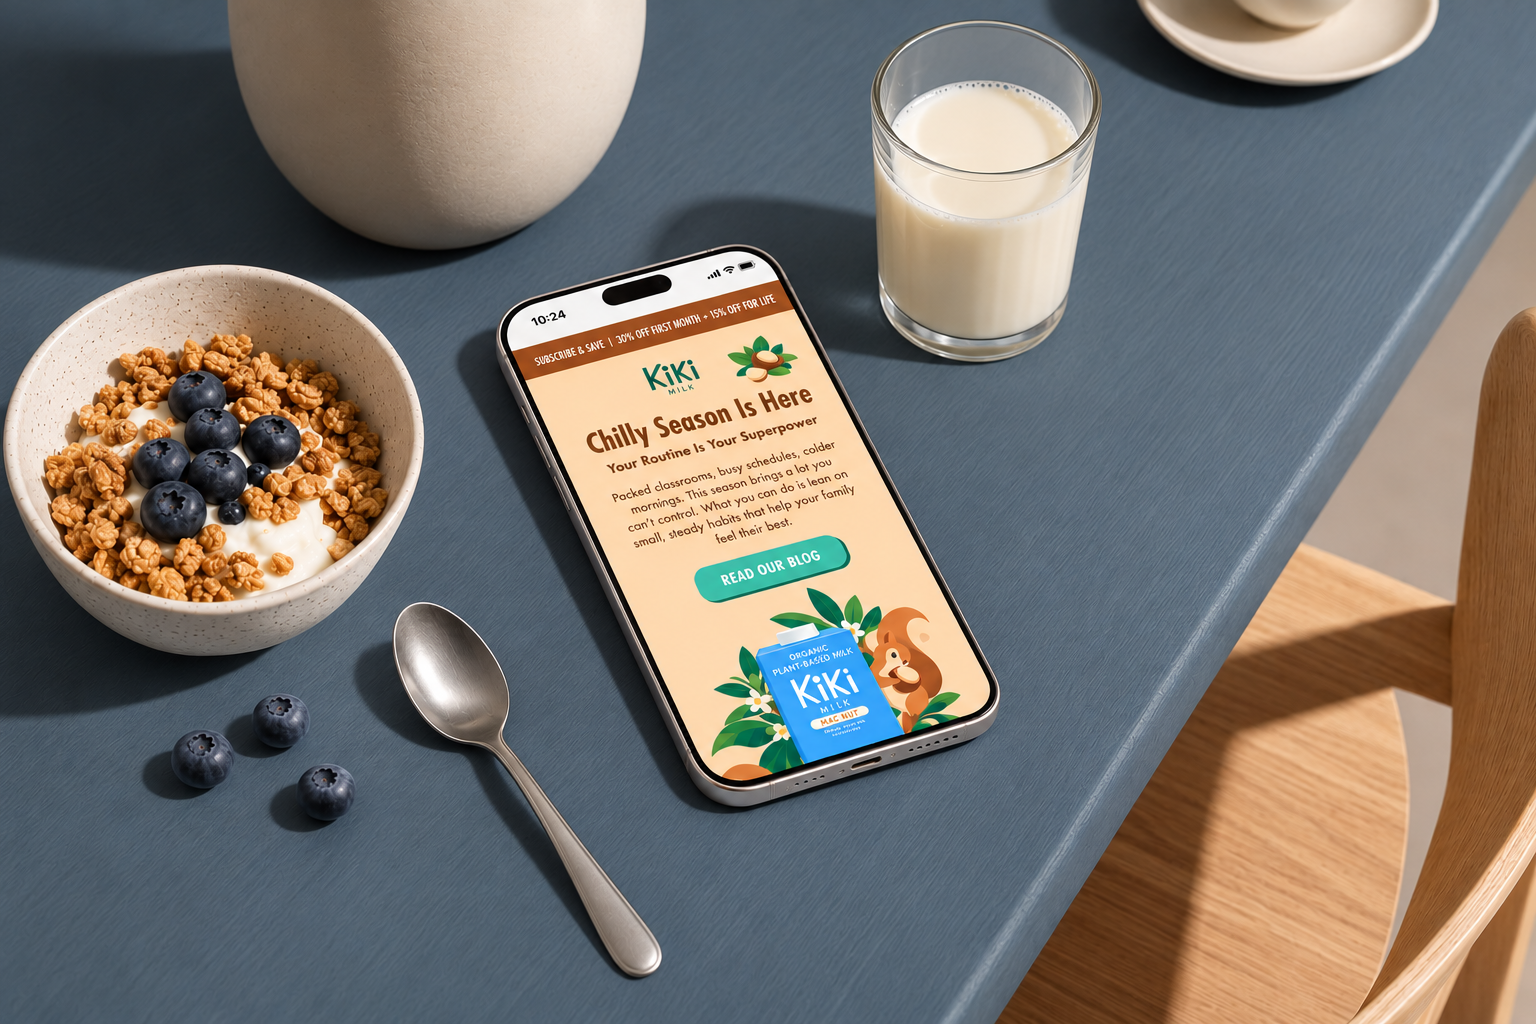 10:24
SUBSCRIBE & SAVE | 30% OFF FIRST MONTH + 15% OFF FOR LIFE
KiKi
MILK
Chilly Season Is Here
Your Routine Is Your Superpower
Packed classrooms, busy schedules, colder
mornings. This season brings a lot you
can't control. What you can do is lean on
small, steady habits that help your family
feel their best.
READ OUR BLOG
ORGANIC
PLANT-BASED MILK
KiKi
MILK
MAC NUT